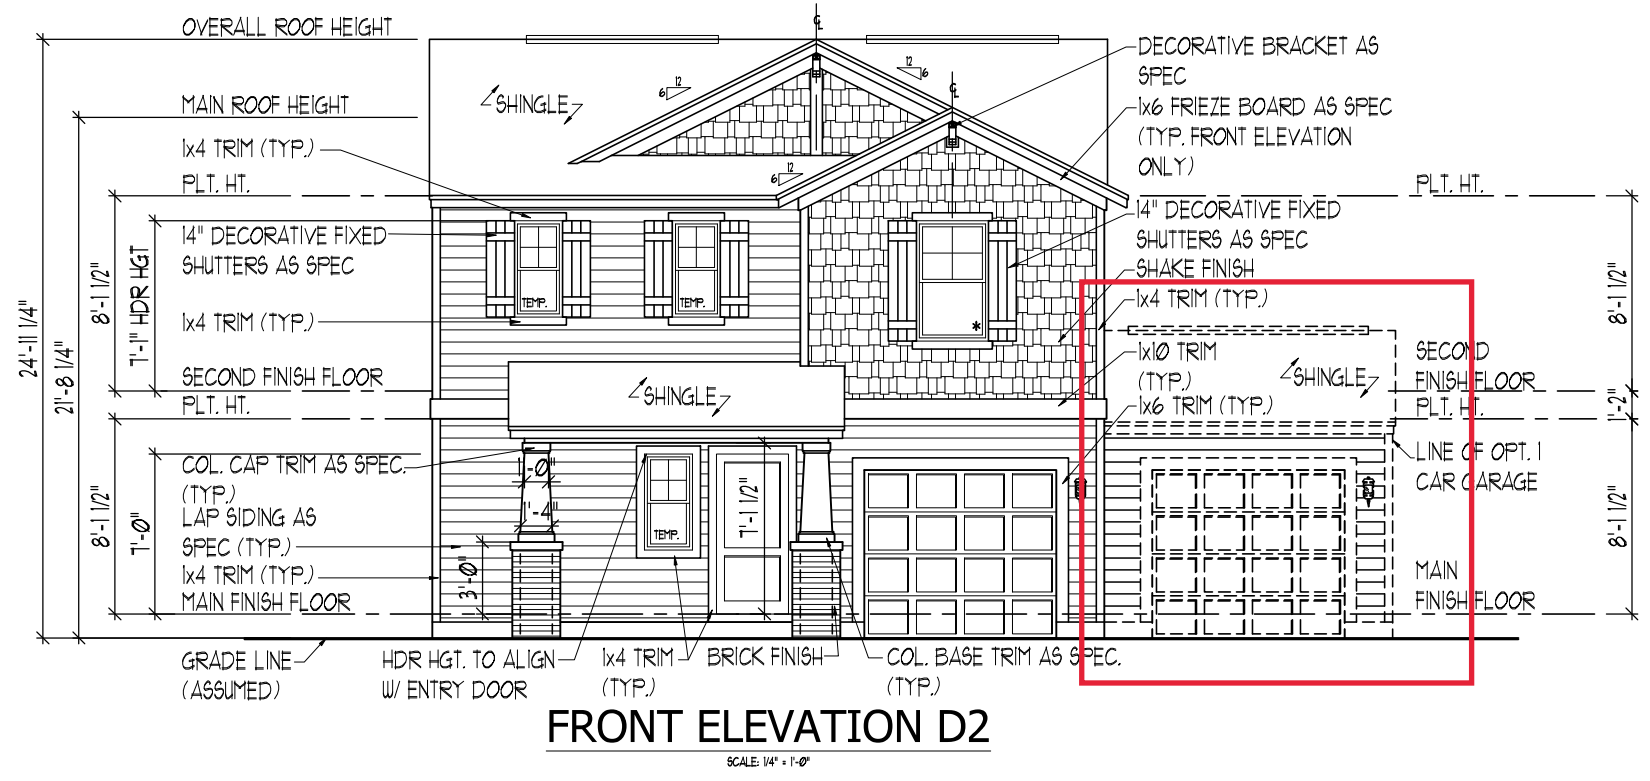 OVERALL ROOF HEIGHT
MAIN ROOF HEIGHT
1x4 TRIM (TYP.)
PLT. HT.
14" DECORATIVE FIXED
SHUTTERS AS SPEC
1x4 TRIM (TYP.)
SECOND FINISH FLOOR
PLT. HT.
COL. CAP TRIM AS SPEC.
(TYP.)
LAP SIDING AS
SPEC (TYP.)
1x4 TRIM (TYP.)
MAIN FINISH FLOOR
GRADE LINE
(ASSUMED)
24'-11 1/4"
21'-8 1/4"
8'-1 1/2"
7'-1" HDR HGT
8'-1 1/2"
7'-0"
SHINGLE
12
6
12
6
12
6
TEMP.
TEMP.
*
SHINGLE
1'-0"
1'-4"
3'-0"
TEMP.
7'-1 1/2"
HDR HGT. TO ALIGN
W/ ENTRY DOOR
1x4 TRIM
(TYP.)
BRICK FINISH
COL. BASE TRIM AS SPEC.
(TYP.)
DECORATIVE BRACKET AS
SPEC
1x6 FRIEZE BOARD AS SPEC
(TYP. FRONT ELEVATION
ONLY)
PLT. HT.
14" DECORATIVE FIXED
SHUTTERS AS SPEC
SHAKE FINISH
1x4 TRIM (TYP.)
1x10 TRIM
(TYP.)
1x6 TRIM (TYP.)
SHINGLE
SECOND
FINISH FLOOR
PLT. HT.
LINE OF OPT. 1
CAR GARAGE
MAIN
FINISH FLOOR
8'-1 1/2"
1'-2"
8'-1 1/2"
FRONT ELEVATION D2
SCALE: 1/4" = 1'-0"